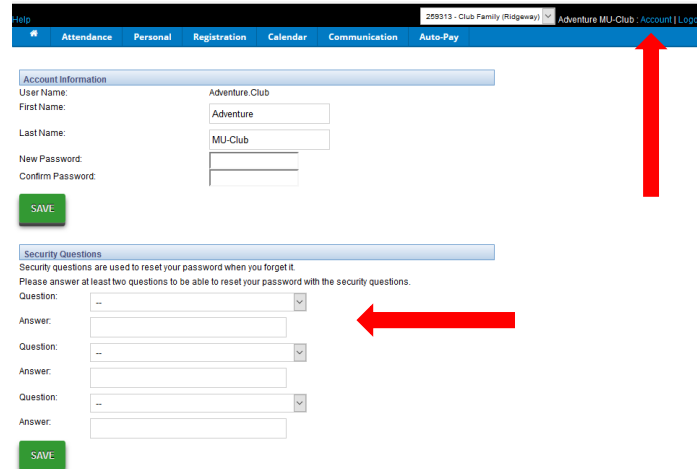 Help 259313 - Club Family (Ridgeway) Adventure MU-Club : Account | Logo
Attendance Personal Registration Calendar Communication Auto-Pay
Account Information
User Name: Adventure.Club
First Name: Adventure
Last Name: MU-Club
New Password:
Confirm Password:
SAVE
Security Questions
Security questions are used to reset your password when you forget it.
Please answer at least two questions to be able to reset your password with the security questions.
Question: --
Answer:
Question: --
Answer:
Question: --
Answer:
SAVE